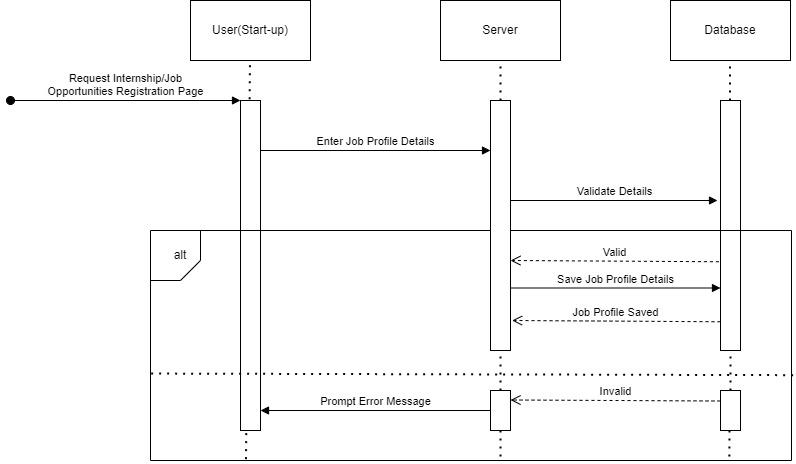 User(Start-up)
Server
Database
Request Internship/Job
Opportunities Registration Page
Enter Job Profile Details
Validate Details
alt
Valid
Save Job Profile Details
Job Profile Saved
Invalid
Prompt Error Message